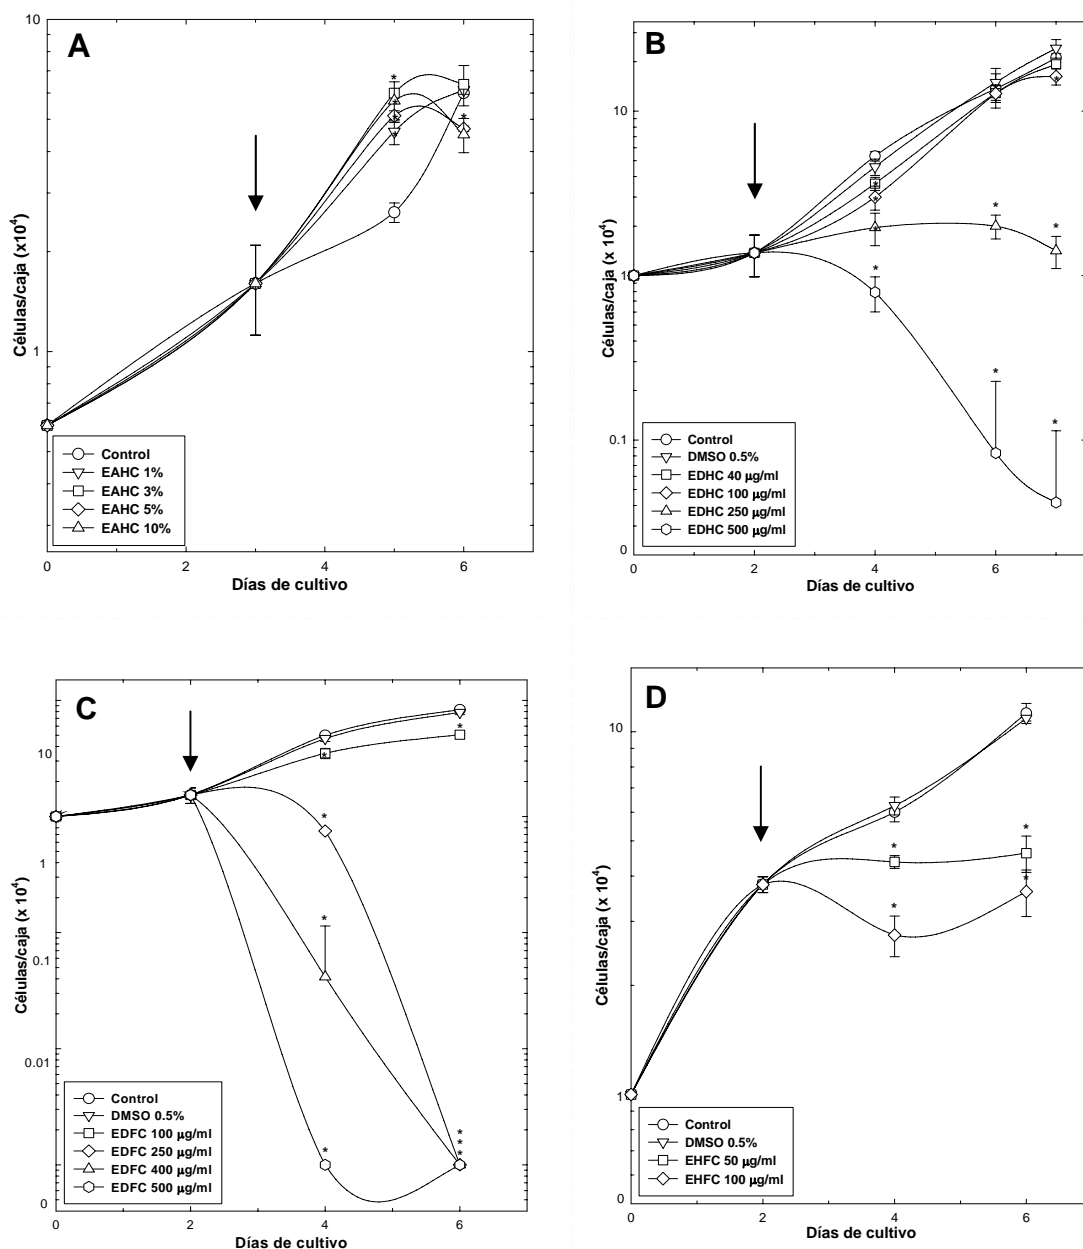 A
10
1
Células/caja (x10⁴)
0 2 4 6
Días de cultivo
Control
EAHC 1%
EAHC 3%
EAHC 5%
EAHC 10%
* * * * *
B
10
1
0.1
0
Células/caja (x 10⁴)
0 2 4 6
Días de cultivo
Control
DMSO 0.5%
EDHC 40 µg/ml
EDHC 100 µg/ml
EDHC 250 µg/ml
EDHC 500 µg/ml
* * * * * * * * *
C
10
1
0.1
0.01
0
Células/caja (x 10⁴)
0 2 4 6
Días de cultivo
Control
DMSO 0.5%
EDFC 100 µg/ml
EDFC 250 µg/ml
EDFC 400 µg/ml
EDFC 500 µg/ml
* * * * * * * *
D
10
1
0
Células/caja (x 10⁴)
0 2 4 6
Días de cultivo
Control
DMSO 0.5%
EHFC 50 µg/ml
EHFC 100 µg/ml
* * * *